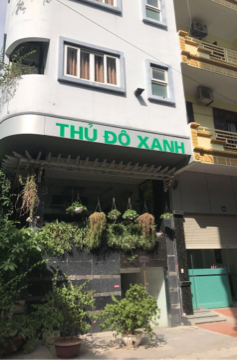 THỦ ĐÔ XANH